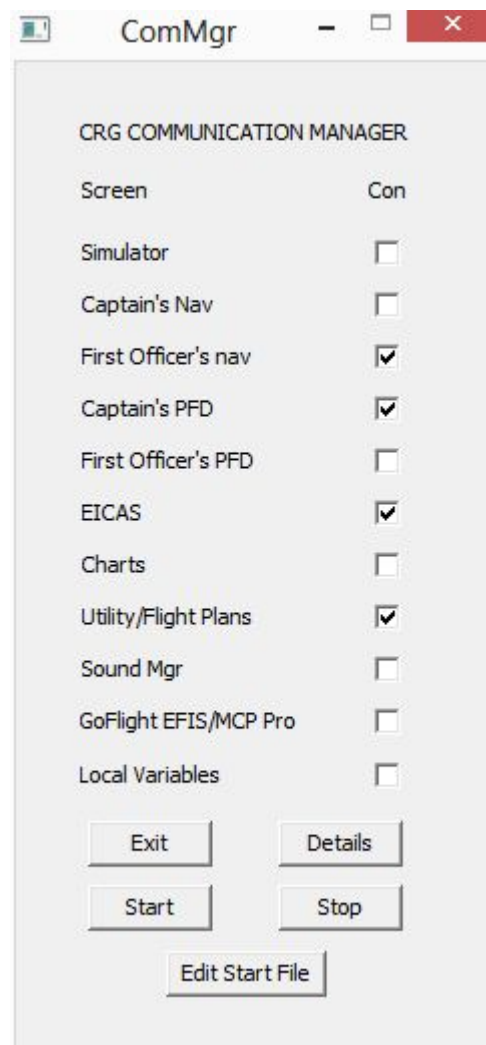 ComMgr
CRG COMMUNICATION MANAGER
Screen Con
Simulator
Captain's Nav
First Officer's nav
Captain's PFD
First Officer's PFD
EICAS
Charts
Utility/Flight Plans
Sound Mgr
GoFlight EFIS/MCP Pro
Local Variables
Exit Details
Start Stop
Edit Start File